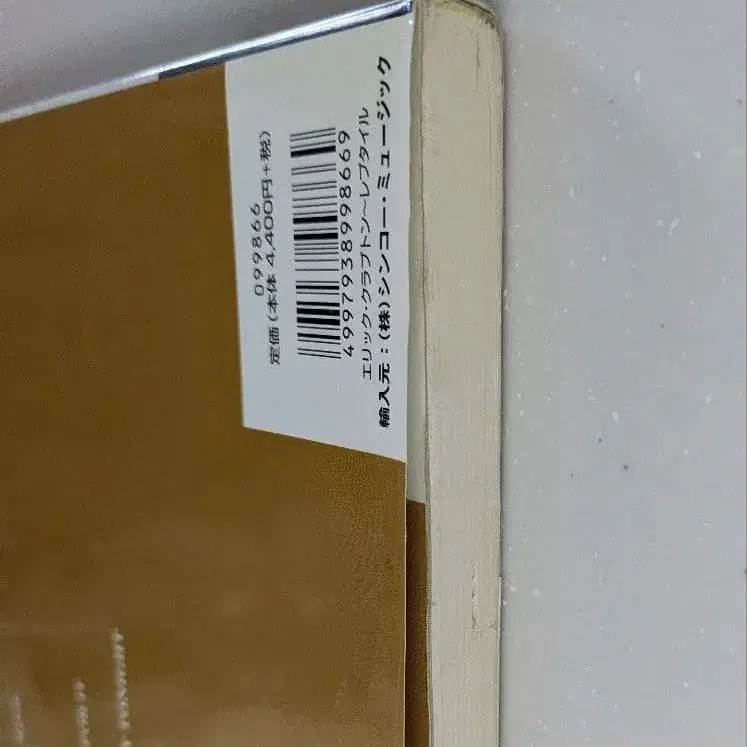 099866
定価(本体 4,400円+税)
4997938998669
エリック・クラプトン〜レプタイル
輸入元:(株)シンコー・ミュージック